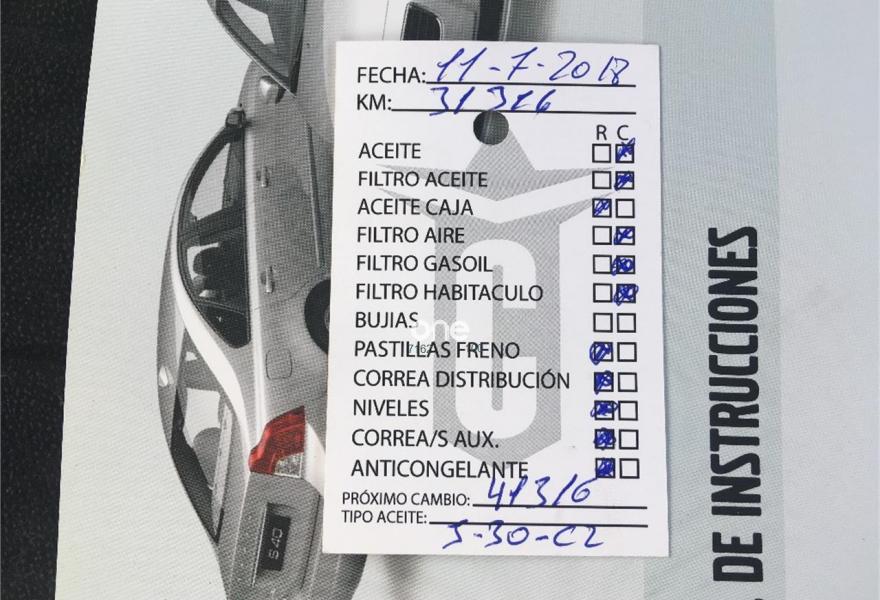 FECHA: 11-7-2018
KM: 31316
R C
ACEITE
FILTRO ACEITE
ACEITE CAJA
FILTRO AIRE
FILTRO GASOIL
FILTRO HABITACULO
BUJIAS
one
PASTILLAS FRENO
CORREA DISTRIBUCIÓN
NIVELES
CORREA/S AUX.
ANTICONGELANTE
PRÓXIMO CAMBIO: 41316
TIPO ACEITE: 5-30-C2
S40
DE INSTRUCCIONES